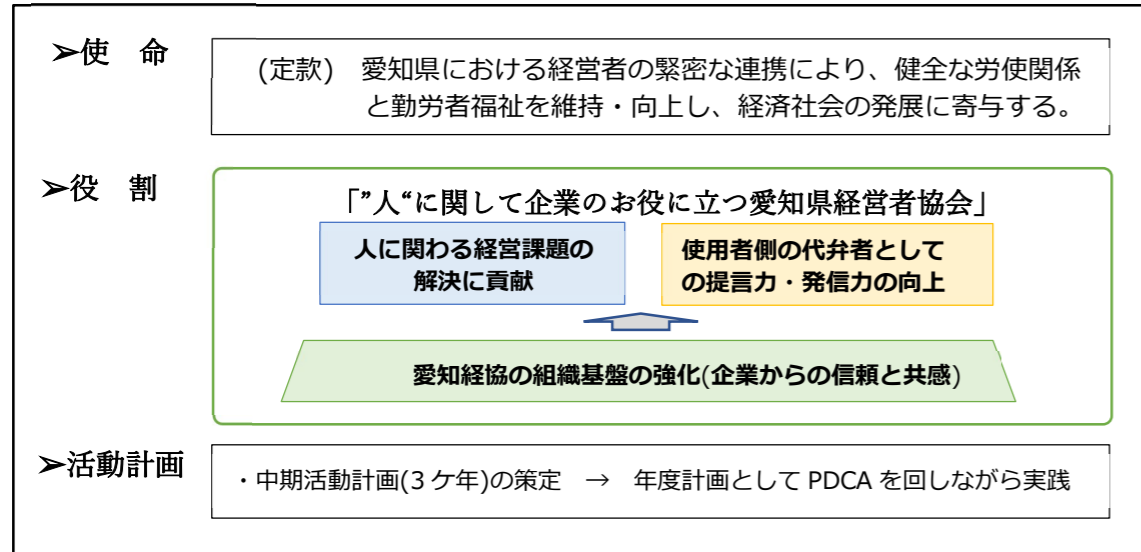 ➢使　命
(定款)　愛知県における経営者の緊密な連携により、健全な労使関係
と勤労者福祉を維持・向上し、経済社会の発展に寄与する。
➢役　割
「”人“に関して企業のお役に立つ愛知県経営者協会」
人に関わる経営課題の
解決に貢献
使用者側の代弁者として
の提言力・発信力の向上
愛知経協の組織基盤の強化(企業からの信頼と共感)
➢活動計画
・中期活動計画(3 ケ年)の策定　→　年度計画として PDCA を回しながら実践